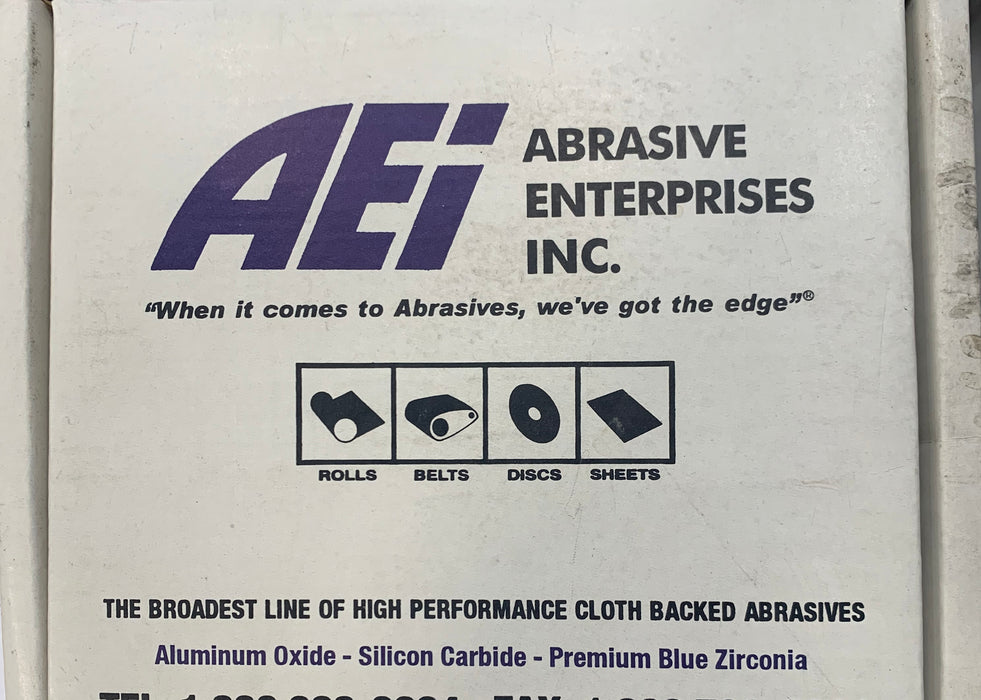 AEi
ABRASIVE
ENTERPRISES
INC.
“When it comes to Abrasives, we've got the edge”®
ROLLS BELTS DISCS SHEETS
THE BROADEST LINE OF HIGH PERFORMANCE CLOTH BACKED ABRASIVES
Aluminum Oxide - Silicon Carbide - Premium Blue Zirconia